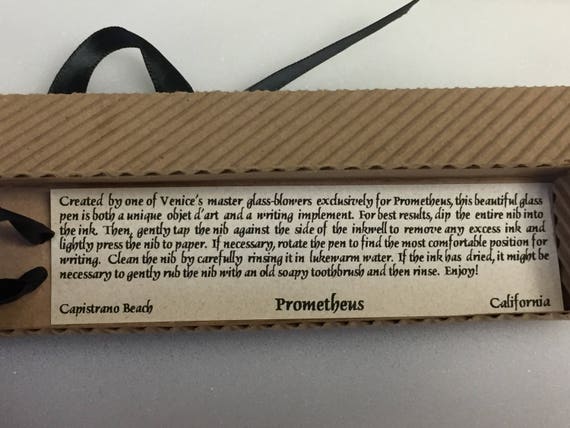 Created by one of Venice's master glass-blowers exclusively for Prometheus, this beautiful glass
pen is both a unique objet d'art and a writing implement. For best results, dip the entire nib into
the ink. Then, gently tap the nib against the side of the inkwell to remove any excess ink and
lightly press the nib to paper. If necessary, rotate the pen to find the most comfortable position for
writing. Clean the nib by carefully rinsing it in lukewarm water. If the ink has dried, it might be
necessary to gently rub the nib with an old soapy toothbrush and then rinse. Enjoy!
Capistrano Beach Prometheus California